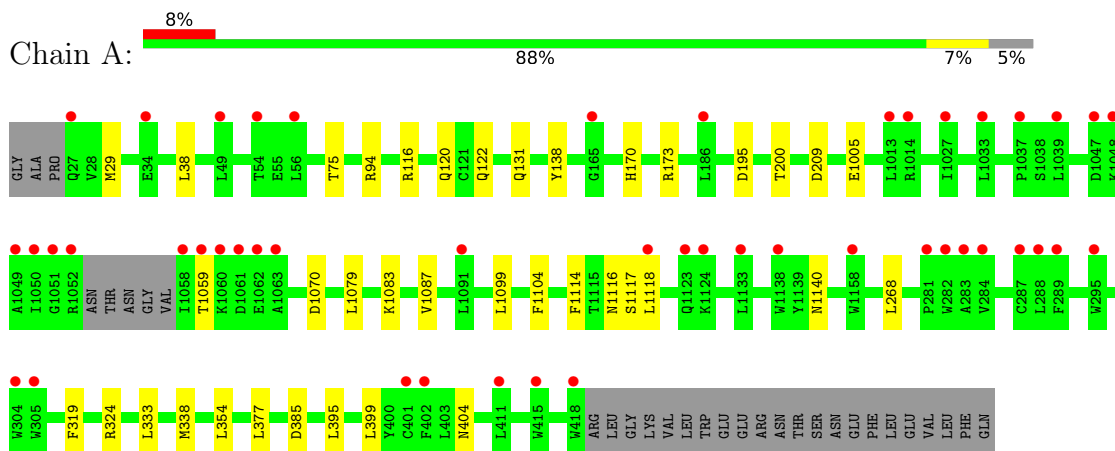 8%
Chain A:
88% 7% 5%
GLY ALA PRO Q27 V28 M29 L38 E34 L49 T54 E55 L56 T75 R94 R116 Q120 C121 Q122 Q131 Y138 G165 H170 R173 L186 D195 T200 D209 E1005 L1013 R1014 I1027 L1033 P1037 S1038 L1039 D1047 K1048
A1049 I1050 G1051 R1052 ASN THR ASN GLY VAL I1058 T1059 K1060 D1061 E1062 A1063 D1070 L1079 K1083 V1087 L1091 L1099 F1104 F1114 T1115 N1116 S1117 L1118 Q1123 K1124 L1133 W1138 Y1139 N1140 W1158 L268 P281 W282 A283 V284 C287 L288 F289 W295
W304 W305 F319 R324 L333 M338 L354 L377 D385 L395 L399 Y400 C401 F402 L403 N404 L411 W415 W418 ARG LEU GLY LYS VAL LEU TRP GLU GLU ARG ASN THR SER ASN GLU PHE LEU GLU VAL LEU PHE GLN